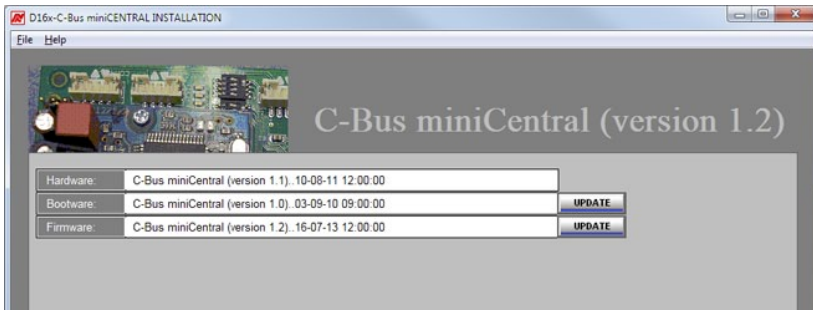 D16x-C-Bus miniCENTRAL INSTALLATION
File Help
C-Bus miniCentral (version 1.2)
Hardware: C-Bus miniCentral (version 1.1)..10-08-11 12:00:00
Bootware: C-Bus miniCentral (version 1.0)..03-09-10 09:00:00 UPDATE
Firmware: C-Bus miniCentral (version 1.2)..16-07-13 12:00:00 UPDATE